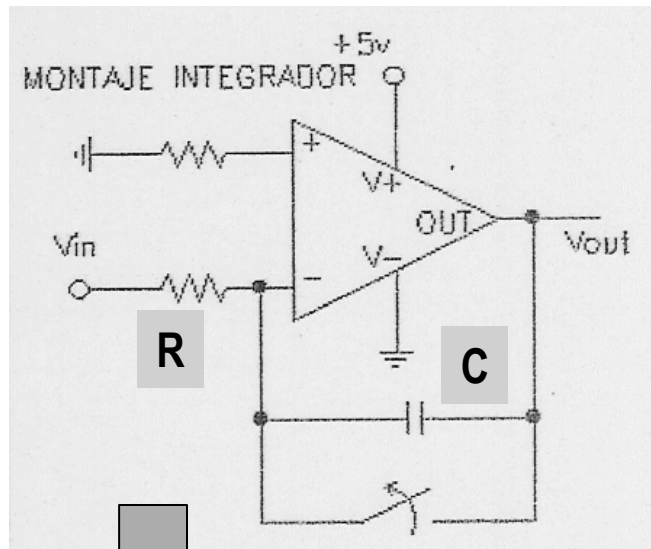 +5v
MONTAJE INTEGRADOR
+
V+
OUT
Vin
V-
Vout
-
R
C